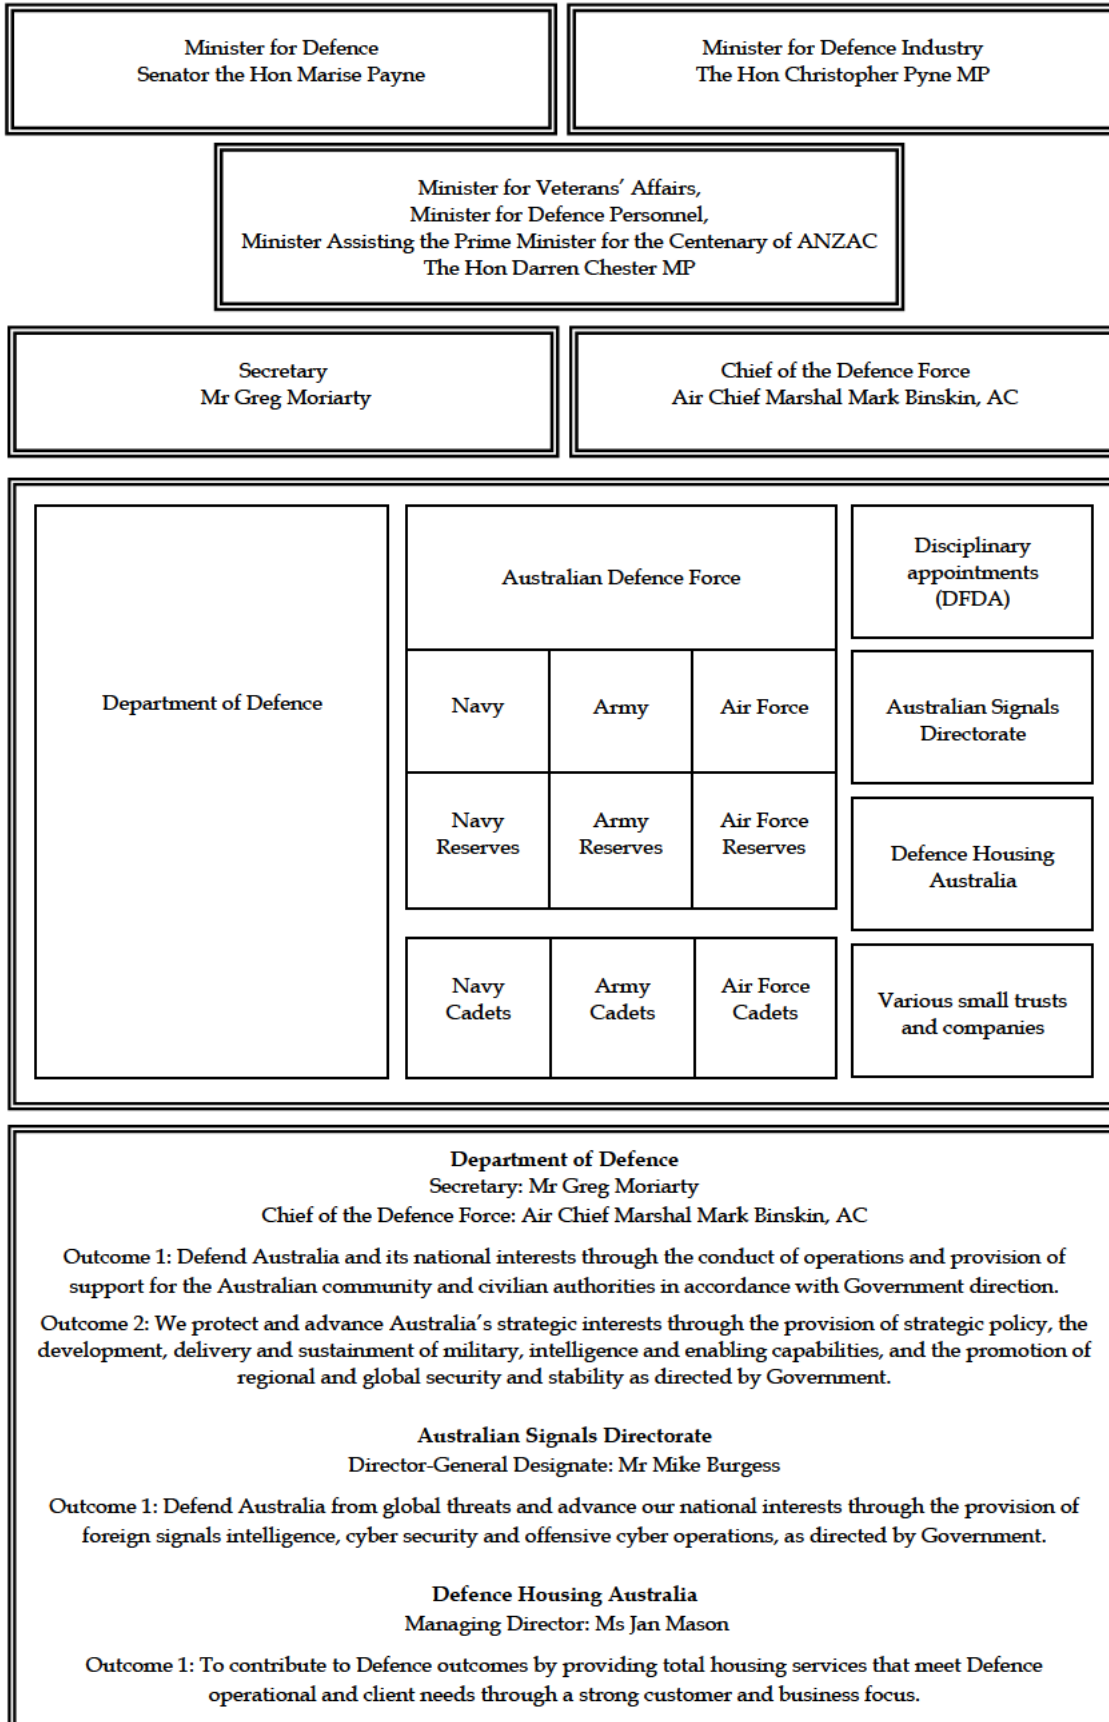 Minister for Defence
Senator the Hon Marise Payne
Minister for Defence Industry
The Hon Christopher Pyne MP
Minister for Veterans' Affairs,
Minister for Defence Personnel,
Minister Assisting the Prime Minister for the Centenary of ANZAC
The Hon Darren Chester MP
Secretary
Mr Greg Moriarty
Chief of the Defence Force
Air Chief Marshal Mark Binskin, AC
Department of Defence
Australian Defence Force
Navy
Army
Air Force
Navy
Reserves
Army
Reserves
Air Force
Reserves
Navy
Cadets
Army
Cadets
Air Force
Cadets
Disciplinary
appointments
(DFDA)
Australian Signals
Directorate
Defence Housing
Australia
Various small trusts
and companies
Department of Defence
Secretary: Mr Greg Moriarty
Chief of the Defence Force: Air Chief Marshal Mark Binskin, AC
Outcome 1: Defend Australia and its national interests through the conduct of operations and provision of
support for the Australian community and civilian authorities in accordance with Government direction.
Outcome 2: We protect and advance Australia's strategic interests through the provision of strategic policy, the
development, delivery and sustainment of military, intelligence and enabling capabilities, and the promotion of
regional and global security and stability as directed by Government.
Australian Signals Directorate
Director-General Designate: Mr Mike Burgess
Outcome 1: Defend Australia from global threats and advance our national interests through the provision of
foreign signals intelligence, cyber security and offensive cyber operations, as directed by Government.
Defence Housing Australia
Managing Director: Ms Jan Mason
Outcome 1: To contribute to Defence outcomes by providing total housing services that meet Defence
operational and client needs through a strong customer and business focus.